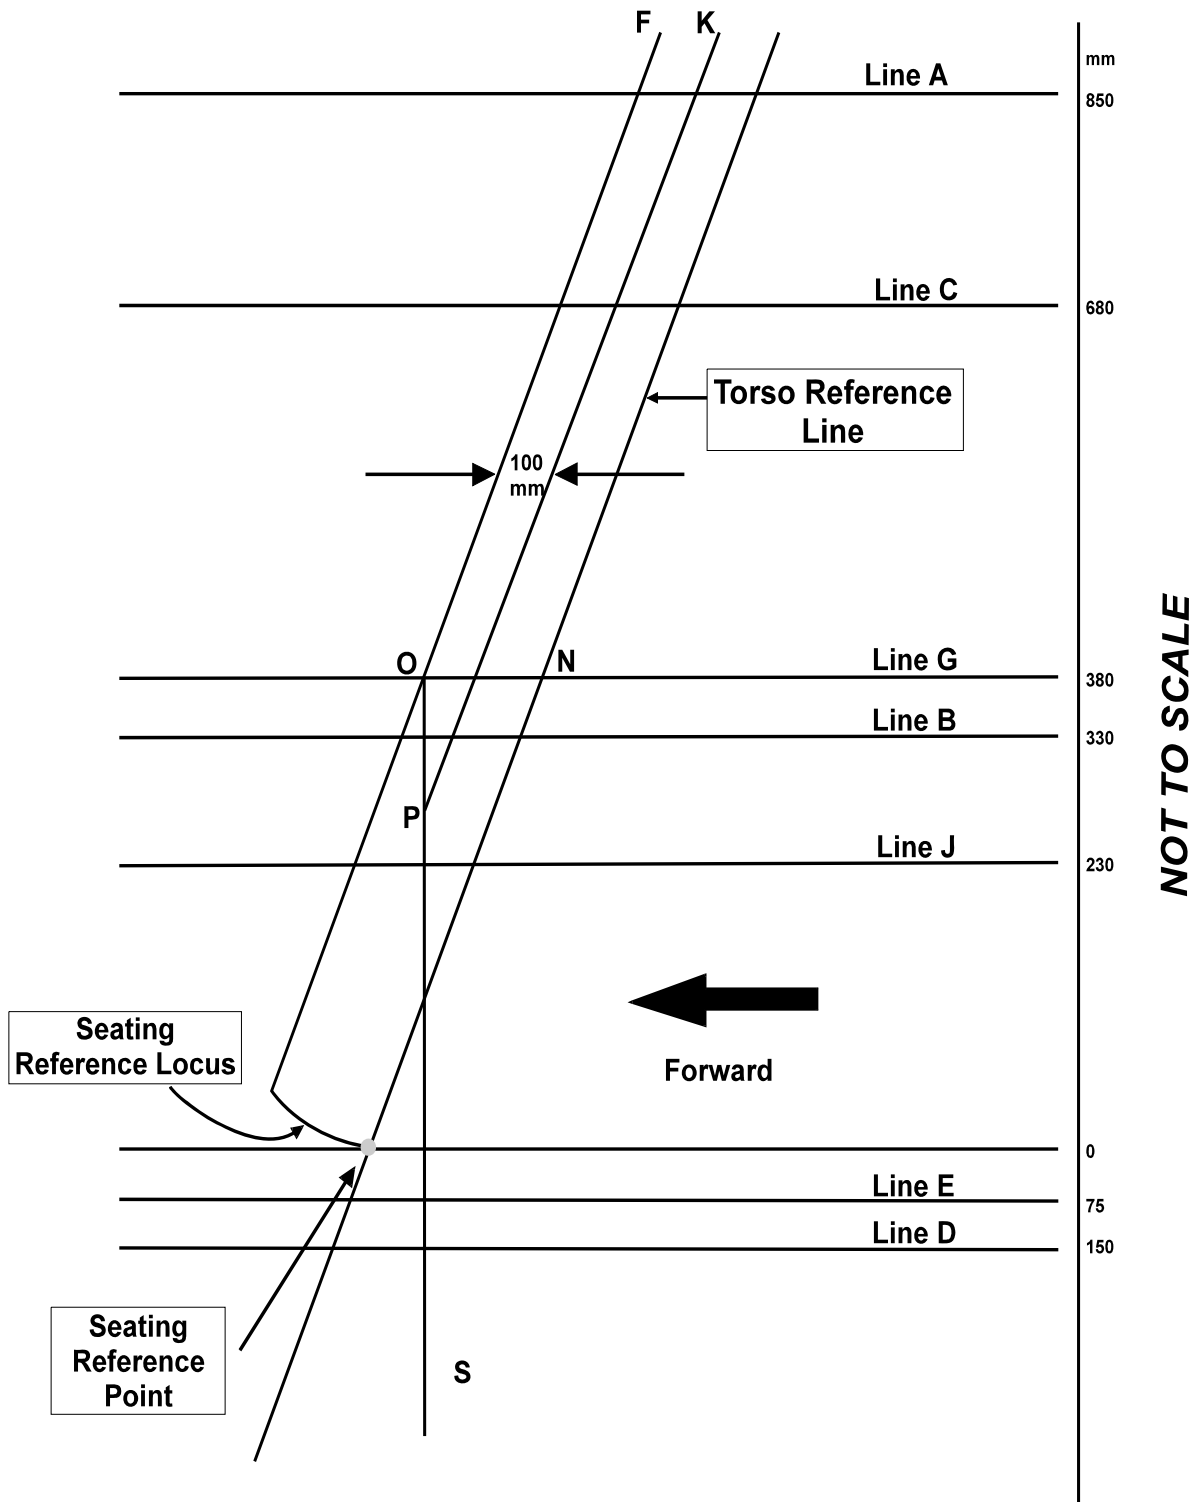 F
K
mm
Line A
850
Line C
680
Torso Reference
Line
100
mm
NOT TO SCALE
O
N
Line G
380
Line B
330
P
Line J
230
Seating
Reference Locus
Forward
0
Line E
75
Line D
150
Seating
Reference
Point
S